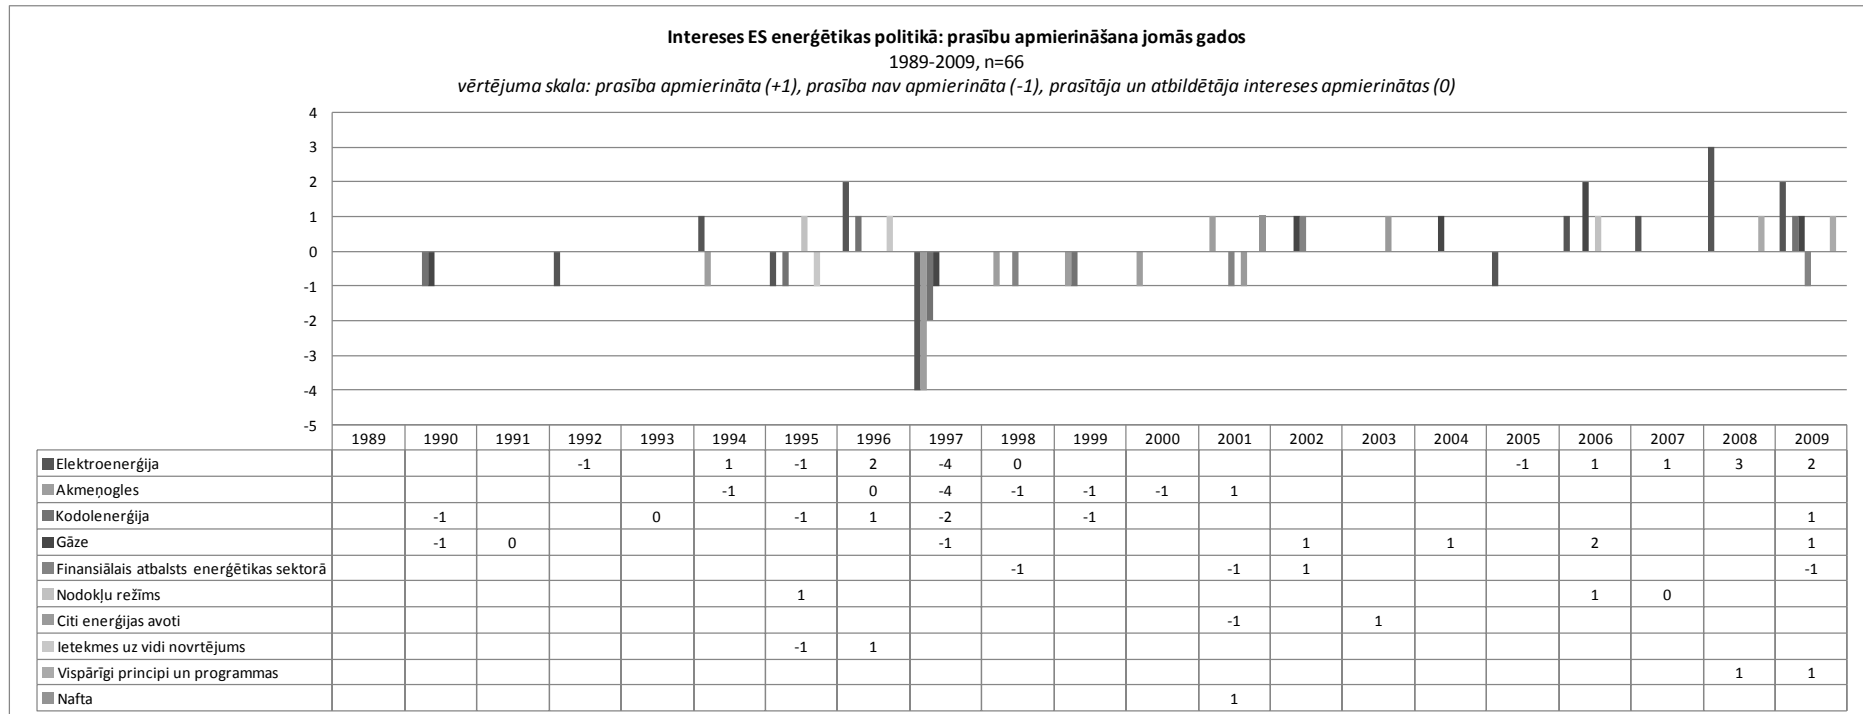 Intereses ES enerģētikas politikā: prasību apmierināšana jomās gados
1989-2009, n=66
vērtējuma skala: prasība apmierināta (+1), prasība nav apmierināta (-1), prasītāja un atbildētāja intereses apmierinātas (0)
4
3
2
1
0
-1
-2
-3
-4
-5
1989 1990 1991 1992 1993 1994 1995 1996 1997 1998 1999 2000 2001 2002 2003 2004 2005 2006 2007 2008 2009
Elektroenerģija -1 1 -1 2 -4 0 -1 1 1 3 2
Akmeņogles -1 0 -4 -1 -1 -1 1
Kodolenerģija -1 0 -1 1 -2 -1 1
Gāze -1 0 -1 1 1 2 1
Finansiālais atbalsts enerģētikas sektorā -1 -1 1 -1
Nodokļu režīms 1 1 0
Citi enerģijas avoti -1 1
Ietekmes uz vidi novrtējums -1 1
Vispārīgi principi un programmas 1 1
Nafta 1